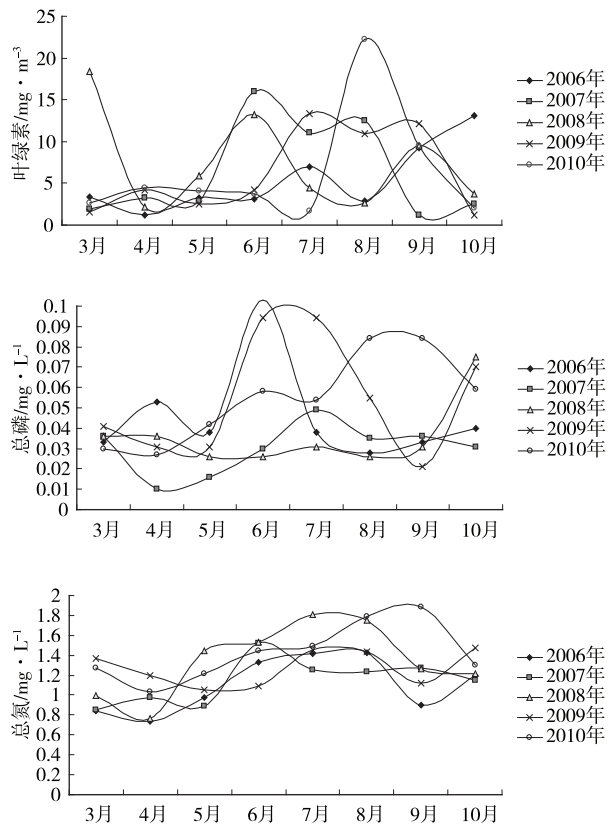 25
20
15
10
5
0
叶绿素/mg·m⁻³
3月 4月 5月 6月 7月 8月 9月 10月
2006年
2007年
2008年
2009年
2010年
0.1
0.09
0.08
0.07
0.06
0.05
0.04
0.03
0.02
0.01
0
总磷/mg·L⁻¹
3月 4月 5月 6月 7月 8月 9月 10月
2006年
2007年
2008年
2009年
2010年
2
1.8
1.6
1.4
1.2
1
0.8
0.6
0.4
0.2
0
总氮/mg·L⁻¹
3月 4月 5月 6月 7月 8月 9月 10月
2006年
2007年
2008年
2009年
2010年